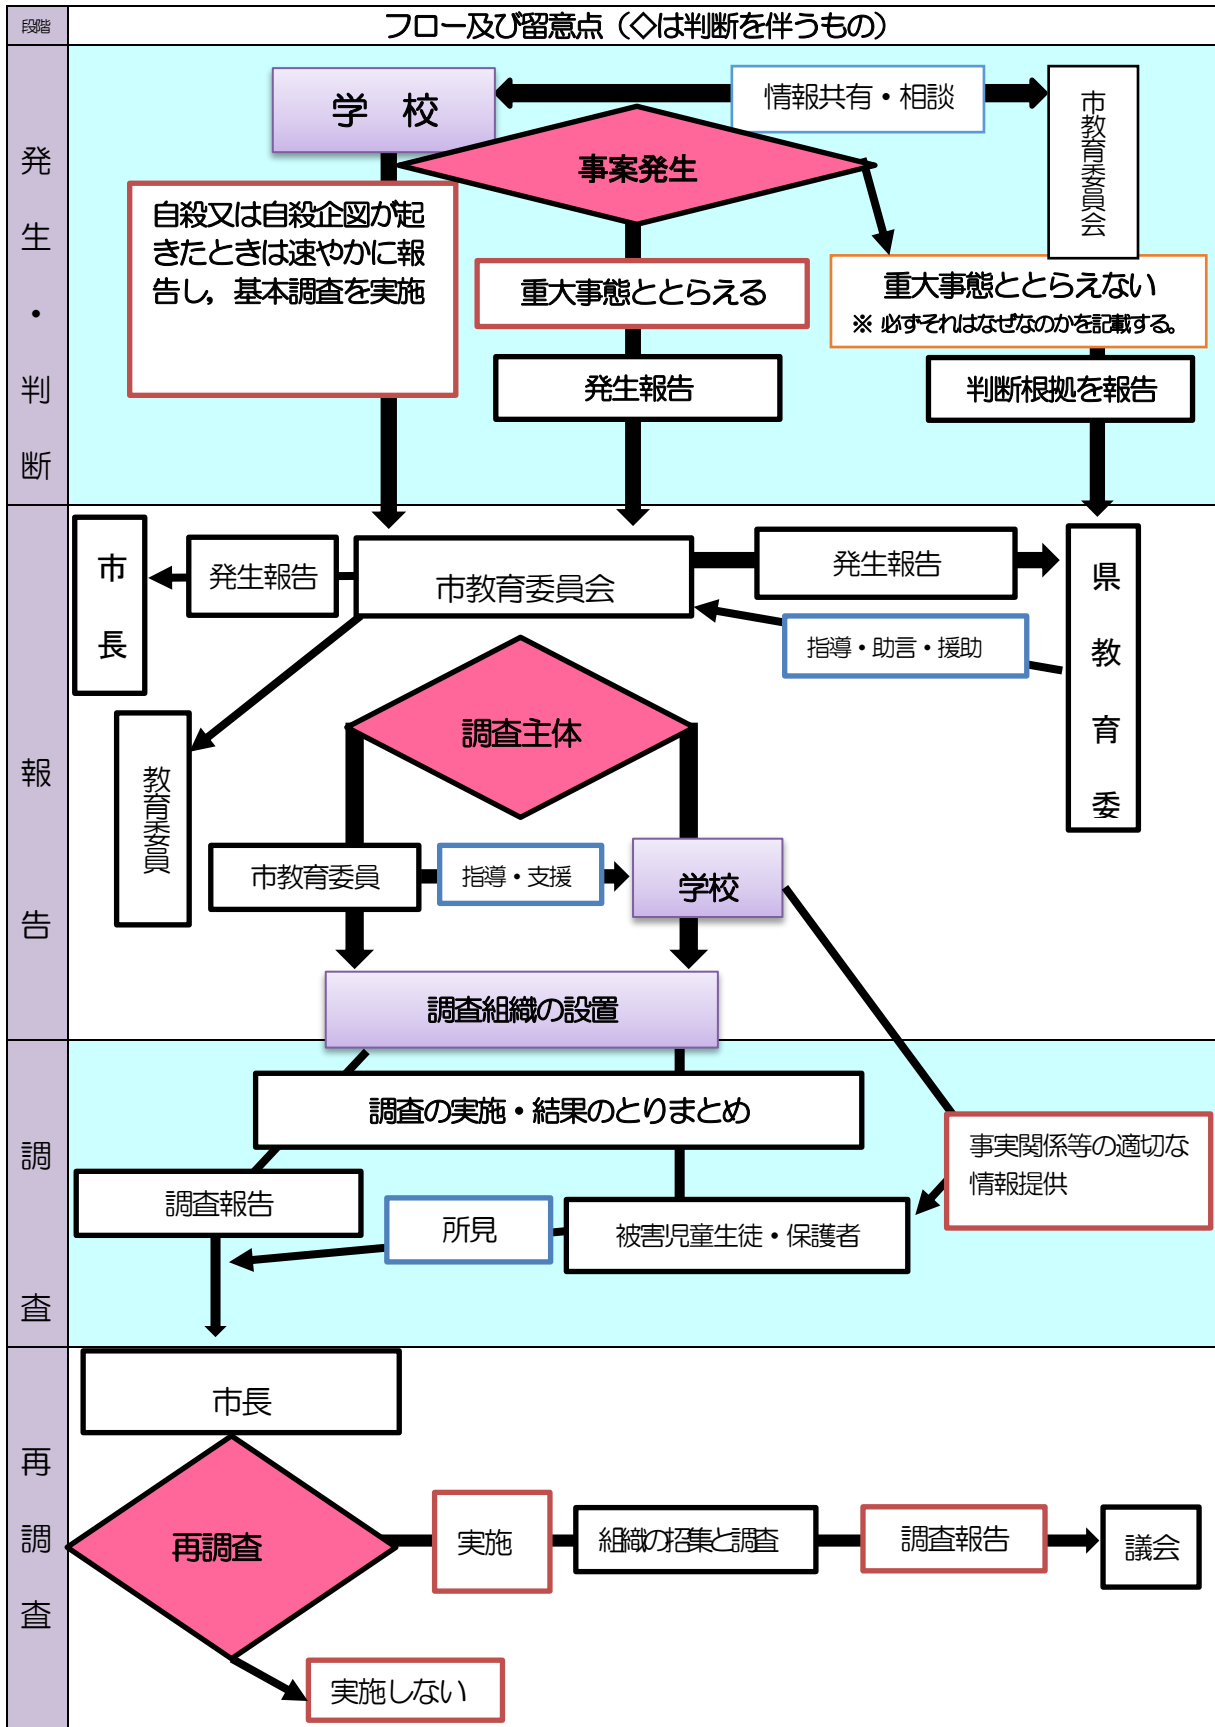 段階
フロー及び留意点(◇は判断を伴うもの)
発生・判断
学 校
情報共有・相談
市教育委員会
事案発生
自殺又は自殺企図が起
きたときは速やかに報
告し,基本調査を実施
重大事態ととらえる
重大事態ととらえない
※ 必ずそれはなぜなのかを記載する。
発生報告
判断根拠を報告
報告
市長
発生報告
市教育委員会
発生報告
県教育委
指導・助言・援助
教育委員
調査主体
市教育委員
指導・支援
学校
調査組織の設置
調査
調査の実施・結果のとりまとめ
事実関係等の適切な
情報提供
調査報告
所見
被害児童生徒・保護者
再調査
市長
再調査
実施
組織の招集と調査
調査報告
議会
実施しない